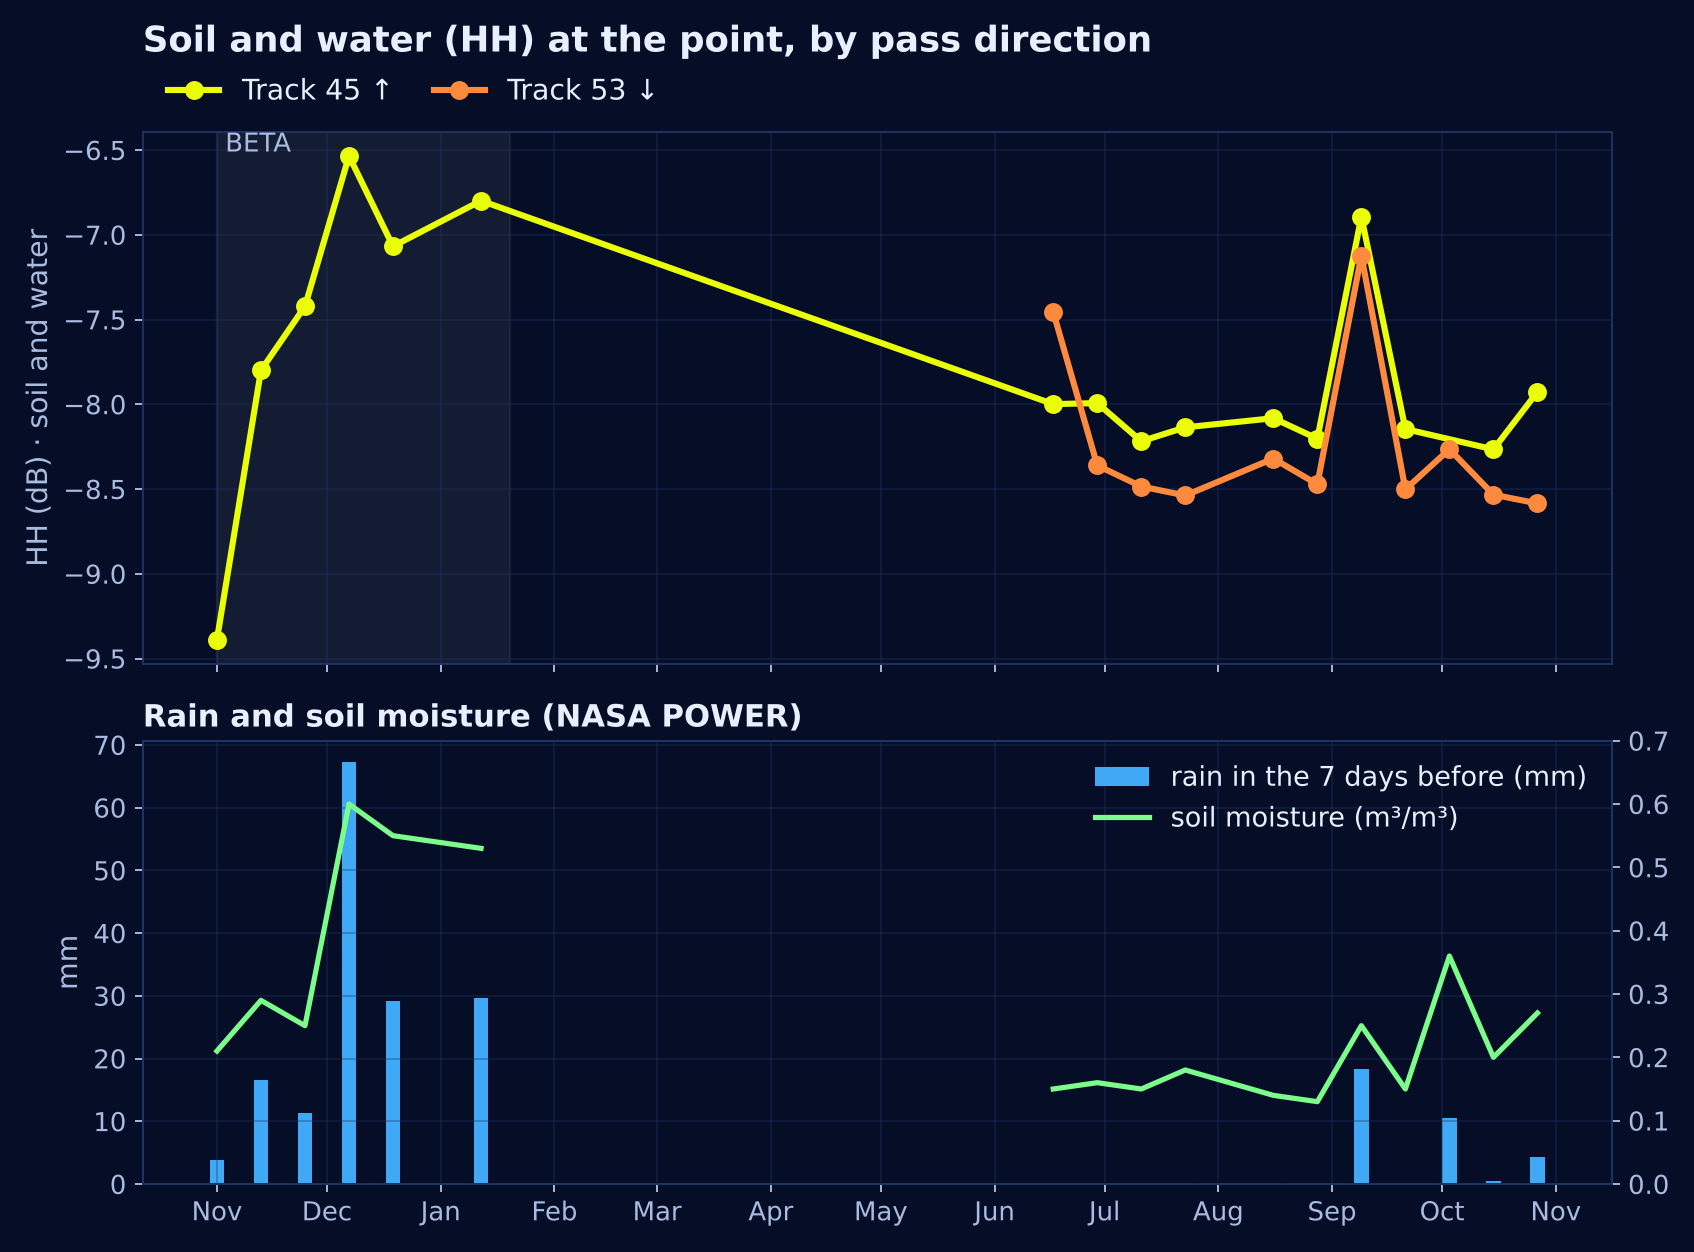 Soil and water (HH) at the point, by pass direction
Track 45 ↑
Track 53 ↓
BETA
−6.5
−7.0
−7.5
−8.0
−8.5
−9.0
−9.5
HH (dB) · soil and water
Rain and soil moisture (NASA POWER)
rain in the 7 days before (mm)
soil moisture (m³/m³)
70
60
50
40
30
20
10
0
mm
0.7
0.6
0.5
0.4
0.3
0.2
0.1
0.0
Nov Dec Jan Feb Mar Apr May Jun Jul Aug Sep Oct Nov